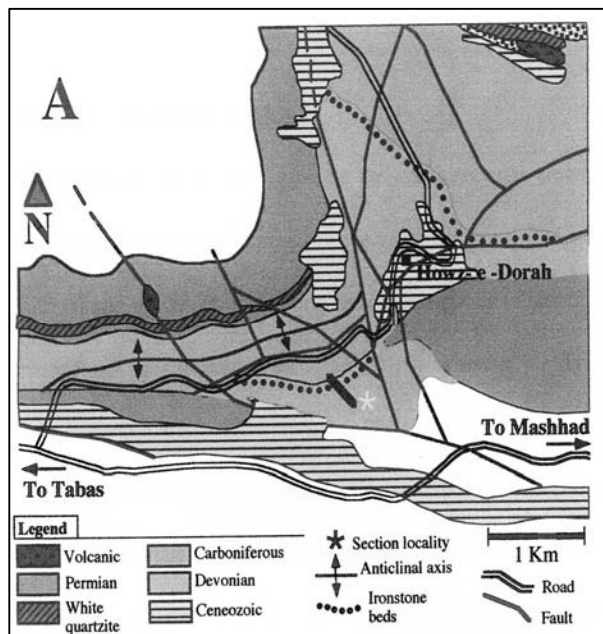 A
N
Howz-e -Dorah
To Mashhad
To Tabas
Legend
Volcanic
Carboniferous
Section locality
Permian
Devonian
Anticlinal axis
1 Km
White
quartzite
Ceneozoic
Ironstone
beds
Road
Fault